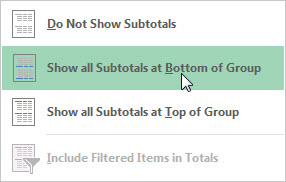 Do Not Show Subtotals
Show all Subtotals at Bottom of Group
Show all Subtotals at Top of Group
Include Filtered Items in Totals